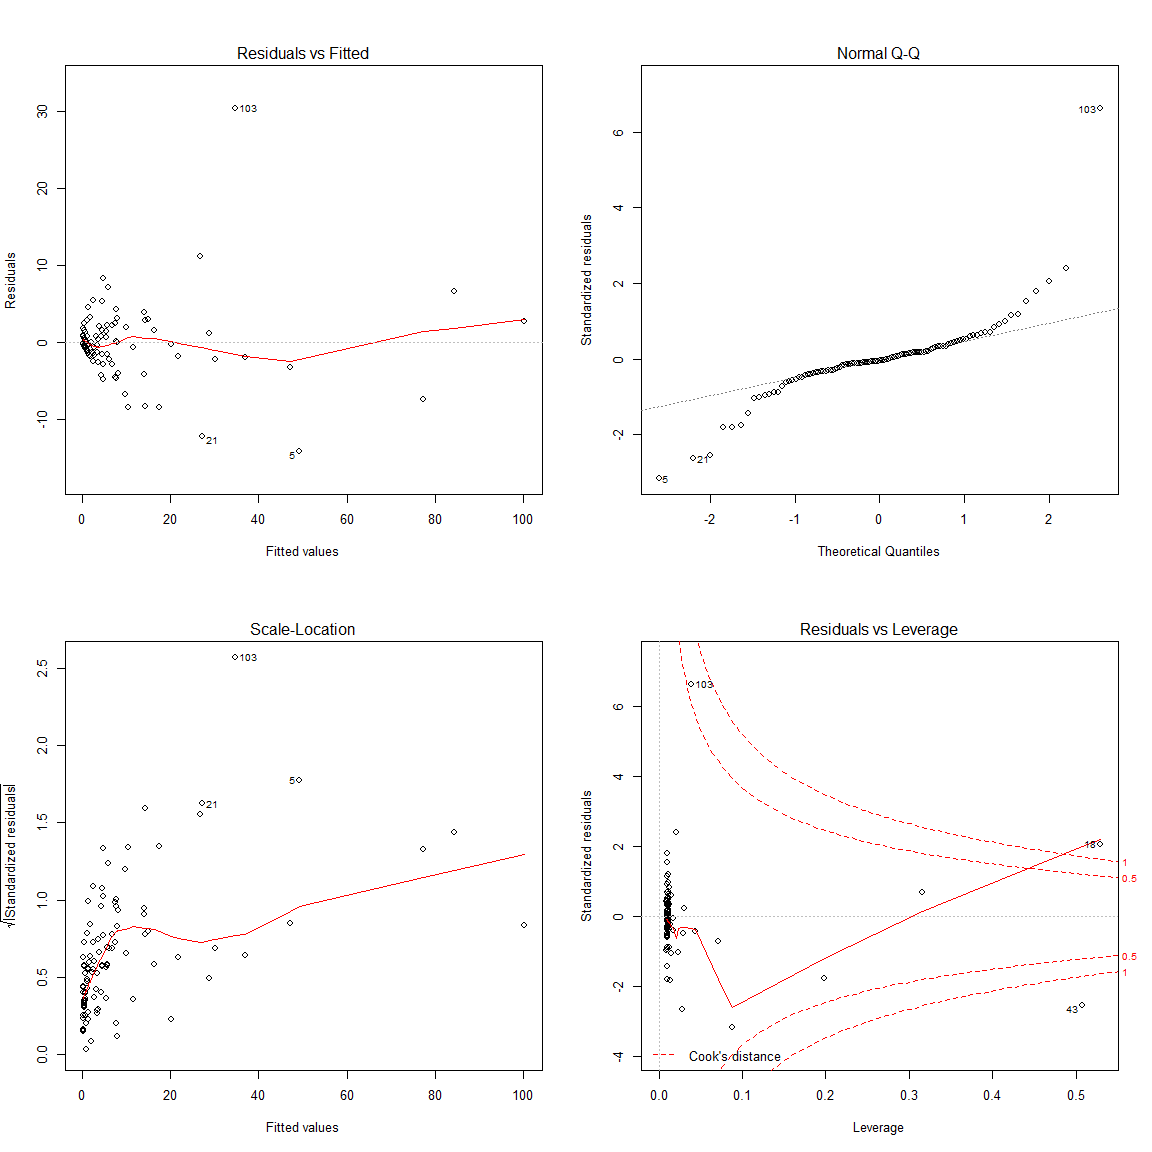 Residuals vs Fitted
Residuals
30
20
10
0
-10
103
21
5
0 20 40 60 80 100
Fitted values
Normal Q-Q
Standardized residuals
6
4
2
0
-2
103
21
5
-2 -1 0 1 2
Theoretical Quantiles
Scale-Location
√|Standardized residuals|
2.5
2.0
1.5
1.0
0.5
0.0
103
5
21
0 20 40 60 80 100
Fitted values
Residuals vs Leverage
Standardized residuals
6
4
2
0
-2
-4
103
18
43
1
0.5
0.5
1
Cook's distance
0.0 0.1 0.2 0.3 0.4 0.5
Leverage